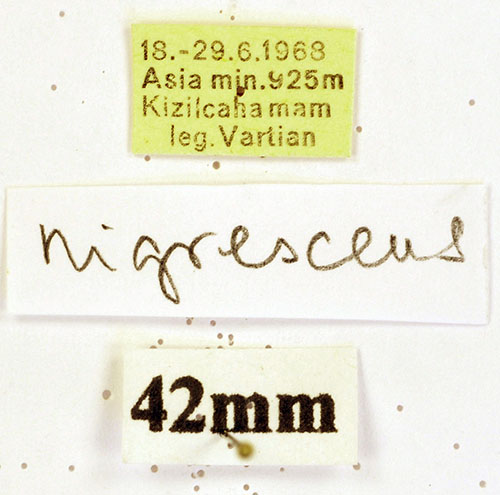 18.-29.6.1968
Asia min.925m
Kizilcahamam
leg. Vartian
nigrescens
42mm